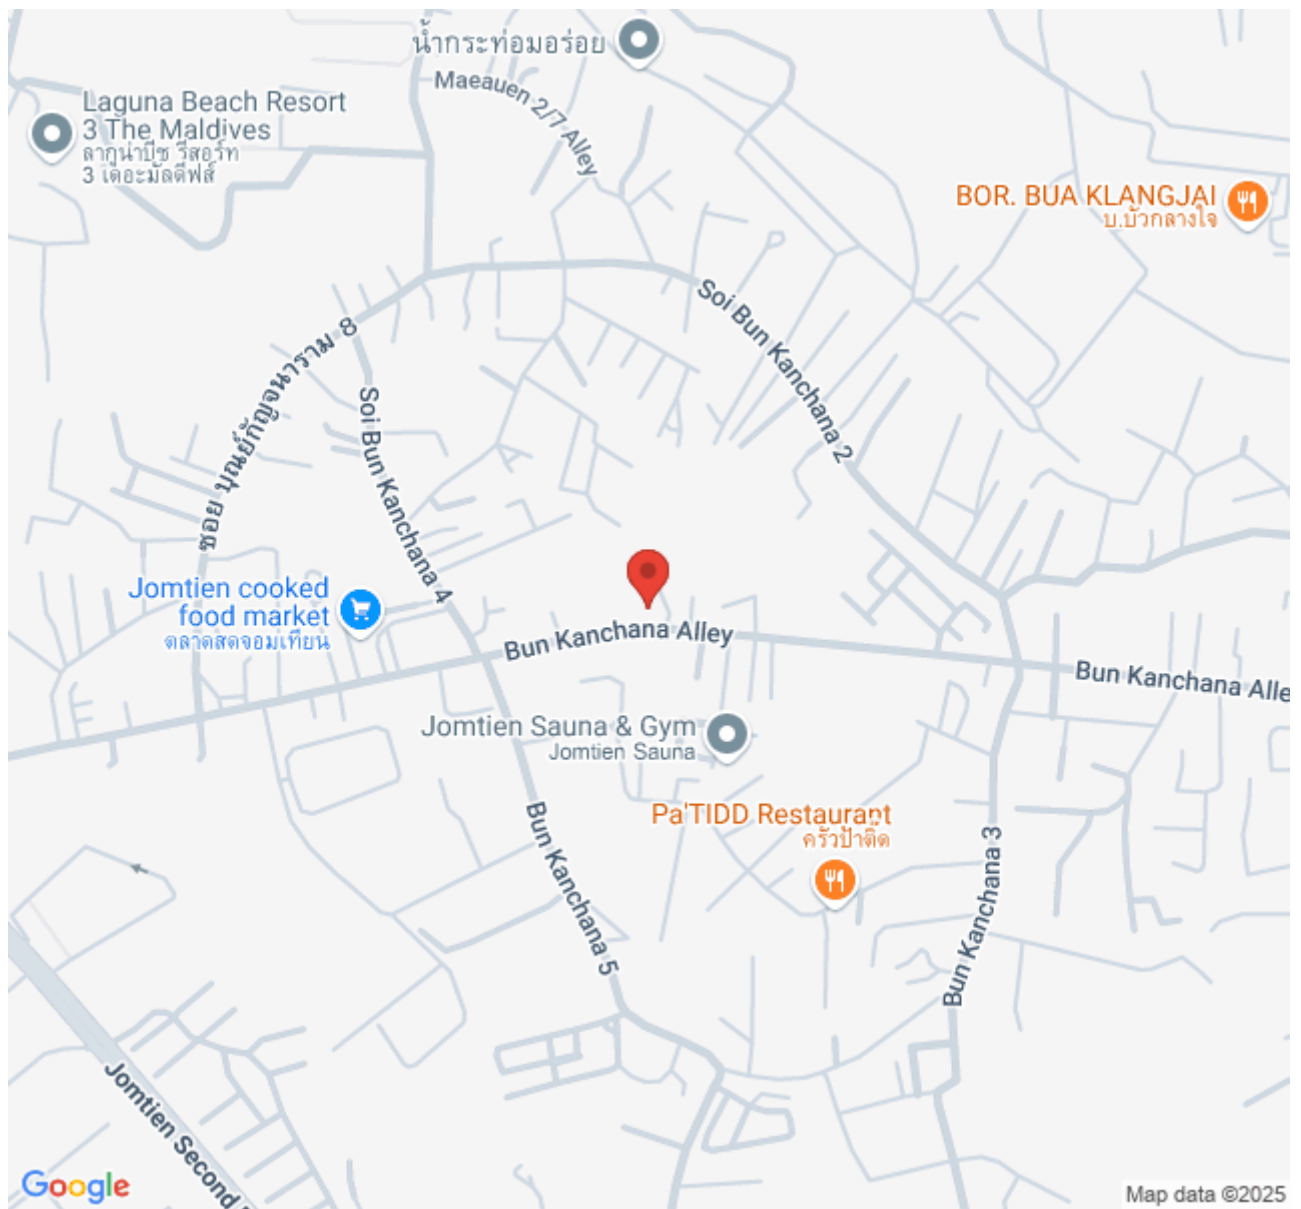 น้ำกระท่อมอร่อย
Maeauen 2/7 Alley
Laguna Beach Resort
3 The Maldives
ลากูน่าบีช รีสอร์ท
3 เดอะมัลดีฟส์
BOR. BUA KLANGJAI
บ.บัวกลางใจ
Soi Bun Kanchana 2
ซอย บุณย์กัญจนาราม 8
Soi Bun Kanchana 4
Jomtien cooked
food market
ตลาดสดจอมเทียน
Bun Kanchana Alley
Bun Kanchana Alle
Jomtien Sauna & Gym
Jomtien Sauna
Pa'TIDD Restaurant
ครัวป้าติ๊ด
Bun Kanchana 5
Bun Kanchana 3
Jomtien Second
Google
Map data ©2025